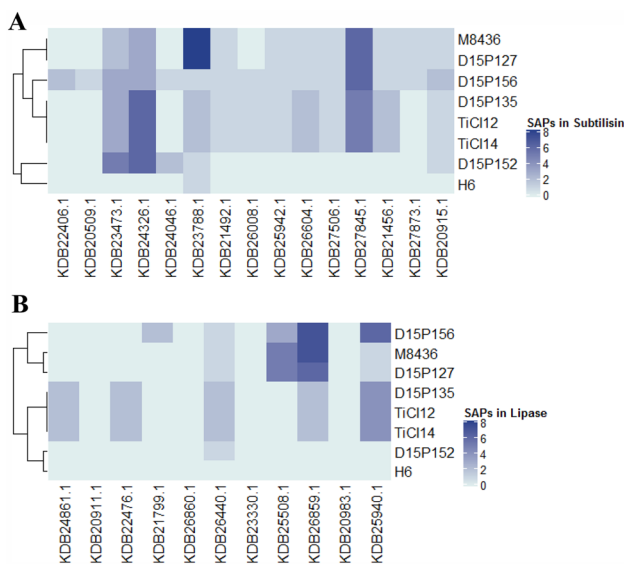 A
M8436
D15P127
D15P156
D15P135
TiCl12
TiCl14
D15P152
H6
SAPs in Subtilisin
8
6
4
2
0
KDB22406.1
KDB20509.1
KDB23473.1
KDB24326.1
KDB24046.1
KDB23788.1
KDB21492.1
KDB26008.1
KDB25942.1
KDB26604.1
KDB27506.1
KDB27845.1
KDB21456.1
KDB27873.1
KDB20915.1
B
D15P156
M8436
D15P127
D15P135
TiCl12
TiCl14
D15P152
H6
SAPs in Lipase
8
6
4
2
0
KDB24861.1
KDB20911.1
KDB22476.1
KDB21799.1
KDB26860.1
KDB26440.1
KDB23330.1
KDB25508.1
KDB26859.1
KDB20983.1
KDB25940.1